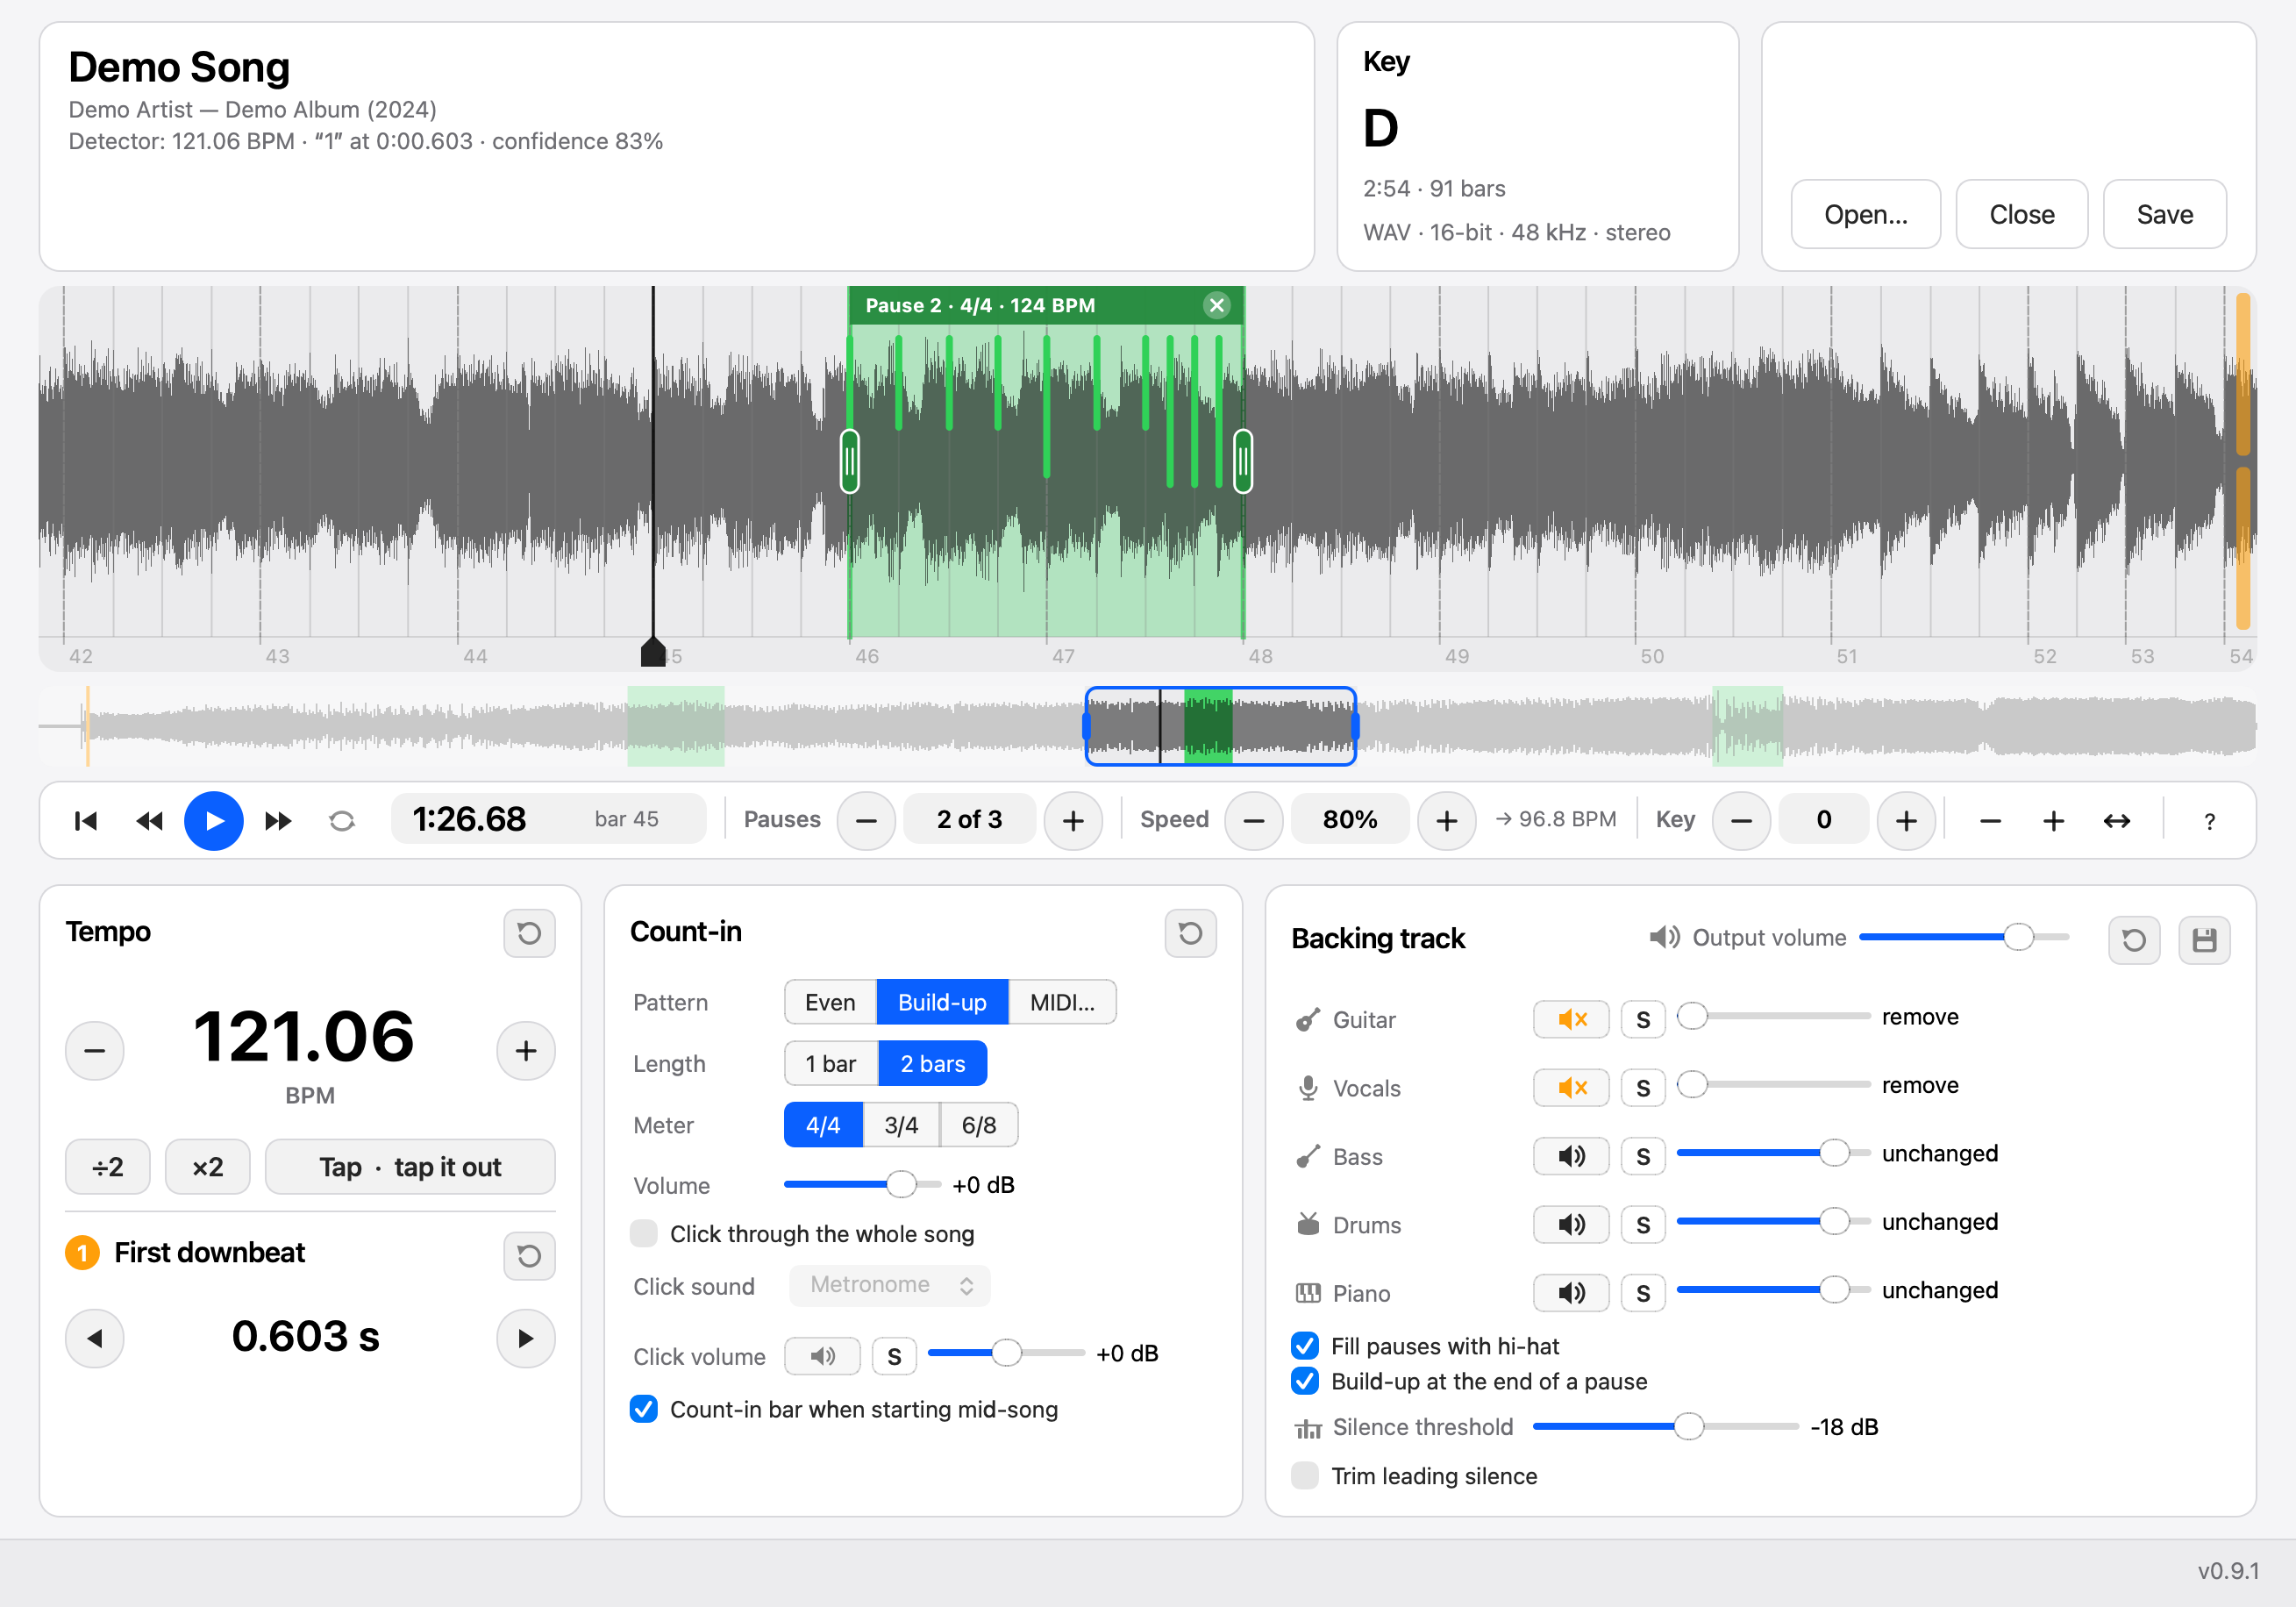 Demo Song
Demo Artist — Demo Album (2024)
Detector: 121.06 BPM · “1” at 0:00.603 · confidence 83%
Key
D
2:54 · 91 bars
WAV · 16-bit · 48 kHz · stereo
Open... Close Save
Pause 2 · 4/4 · 124 BPM
42 43 44 45 46 47 48 49 50 51 52 53 54
1:26.68 bar 45 Pauses − 2 of 3 + Speed − 80% + → 96.8 BPM Key − 0 + − + ↔ ?
Tempo
− 121.06 +
BPM
÷2 ×2 Tap · tap it out
1 First downbeat
0.603 s
Count-in
Pattern Even Build-up MIDI...
Length 1 bar 2 bars
Meter 4/4 3/4 6/8
Volume +0 dB
Click through the whole song
Click sound Metronome
Click volume S +0 dB
Count-in bar when starting mid-song
Backing track Output volume
Guitar S remove
Vocals S remove
Bass S unchanged
Drums S unchanged
Piano S unchanged
Fill pauses with hi-hat
Build-up at the end of a pause
Silence threshold -18 dB
Trim leading silence
v0.9.1